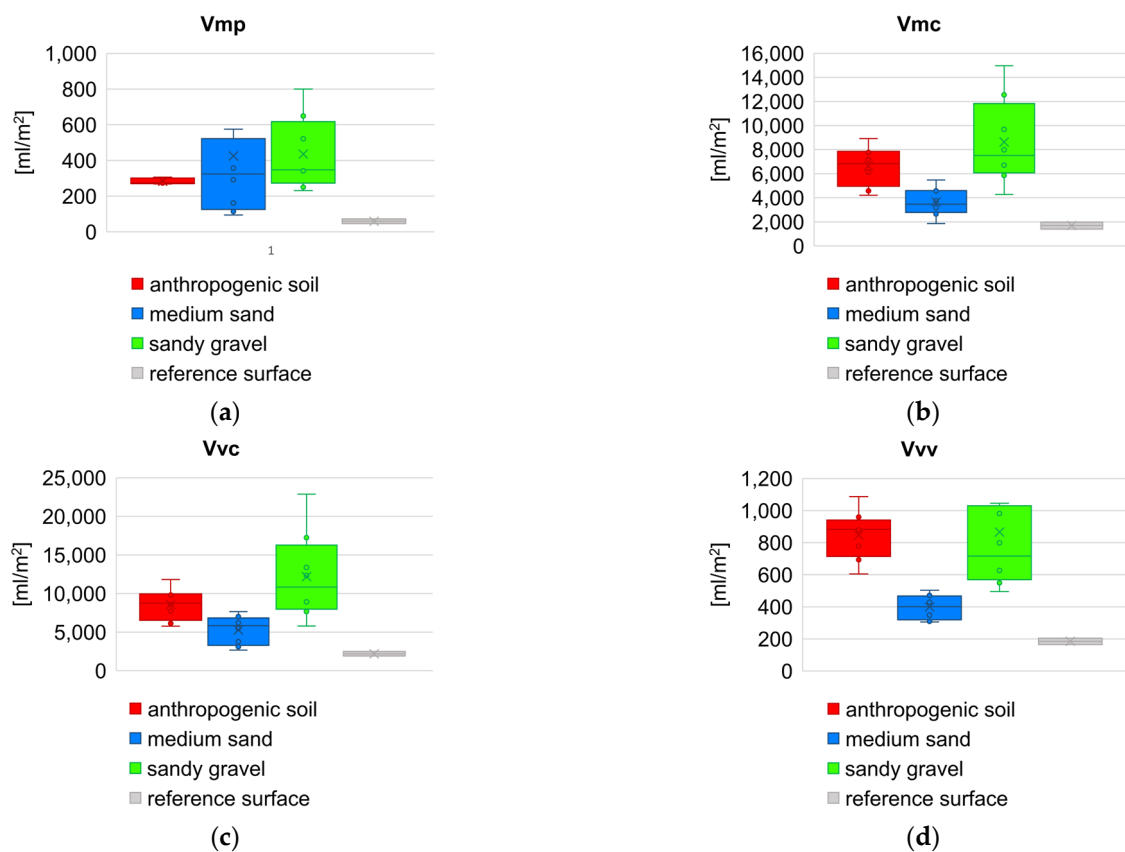 Vmp
1,000
800
600
400
200
0
[ml/m²]
1
anthropogenic soil
medium sand
sandy gravel
reference surface
(a)
Vmc
16,000
14,000
12,000
10,000
8,000
6,000
4,000
2,000
0
[ml/m²]
anthropogenic soil
medium sand
sandy gravel
reference surface
(b)
Vvc
25,000
20,000
15,000
10,000
5,000
0
[ml/m²]
anthropogenic soil
medium sand
sandy gravel
reference surface
(c)
Vvv
1,200
1,000
800
600
400
200
0
[ml/m²]
anthropogenic soil
medium sand
sandy gravel
reference surface
(d)